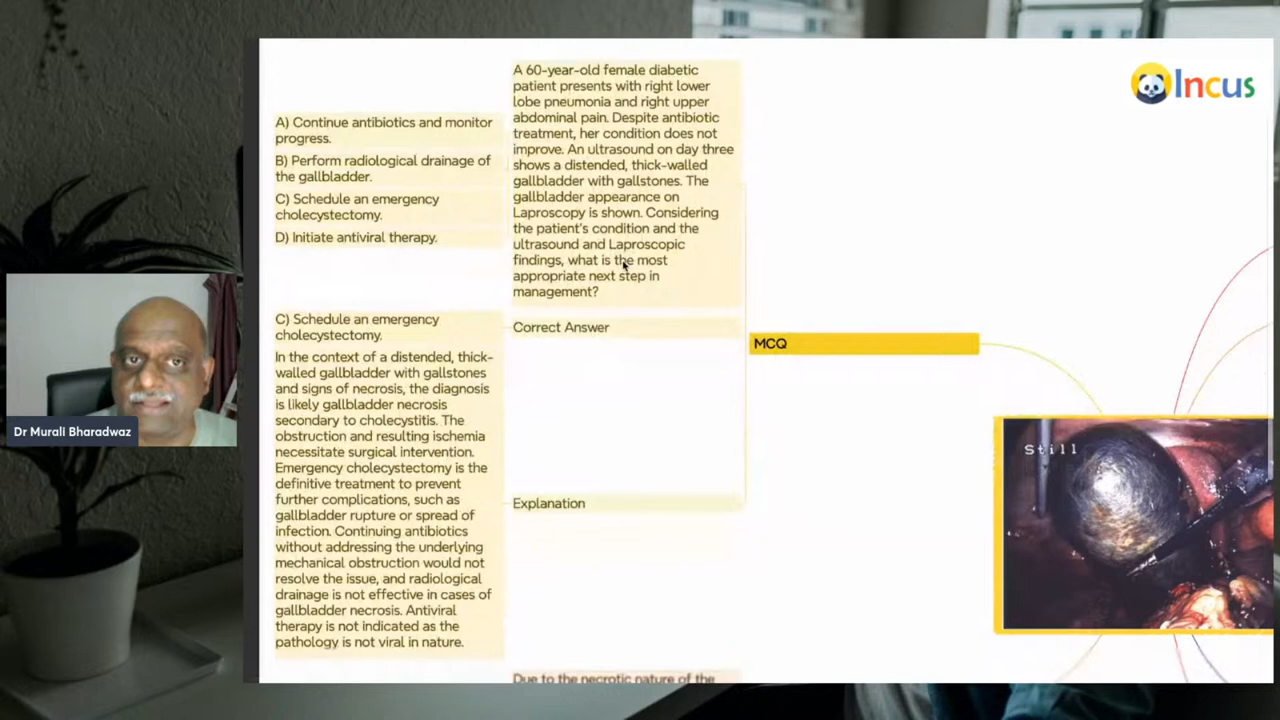 Incus
A 60-year-old female diabetic
patient presents with right lower
lobe pneumonia and right upper
abdominal pain. Despite antibiotic
treatment, her condition does not
improve. An ultrasound on day three
shows a distended, thick-walled
gallbladder with gallstones. The
gallbladder appearance on
Laproscopy is shown. Considering
the patient's condition and the
ultrasound and Laproscopic
findings, what is the most
appropriate next step in
management?
A) Continue antibiotics and monitor
progress.
B) Perform radiological drainage of
the gallbladder.
C) Schedule an emergency
cholecystectomy.
D) Initiate antiviral therapy.
Correct Answer
C) Schedule an emergency
cholecystectomy.
Explanation
In the context of a distended, thick-
walled gallbladder with gallstones
and signs of necrosis, the diagnosis
is likely gallbladder necrosis
secondary to cholecystitis. The
obstruction and resulting ischemia
necessitate surgical intervention.
Emergency cholecystectomy is the
definitive treatment to prevent
further complications, such as
gallbladder rupture or spread of
infection. Continuing antibiotics
without addressing the underlying
mechanical obstruction would not
resolve the issue, and radiological
drainage is not effective in cases of
gallbladder necrosis. Antiviral
therapy is not indicated as the
pathology is not viral in nature.
Due to the necrotic nature of the
MCQ
Still
Dr Murali Bharadwaz